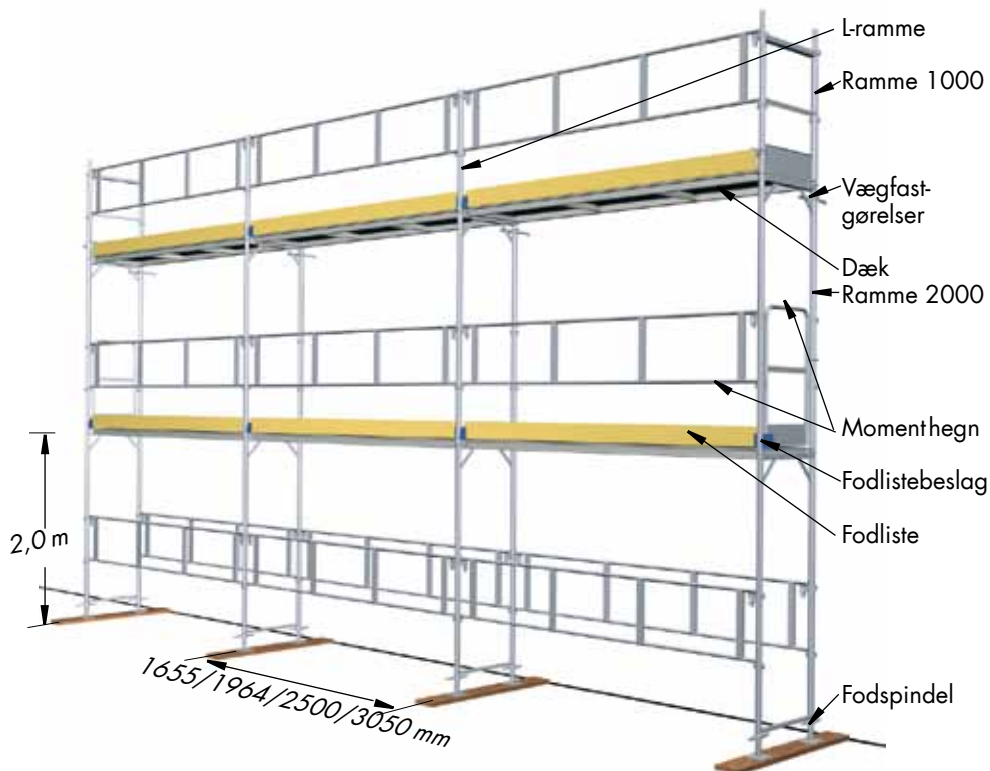 L-ramme
Ramme 1000
Vægfast-
gørelser
Dæk
Ramme 2000
Momenthegn
Fodlistebeslag
Fodliste
2,0 m
1655/1964/2500/3050 mm
Fodspindel